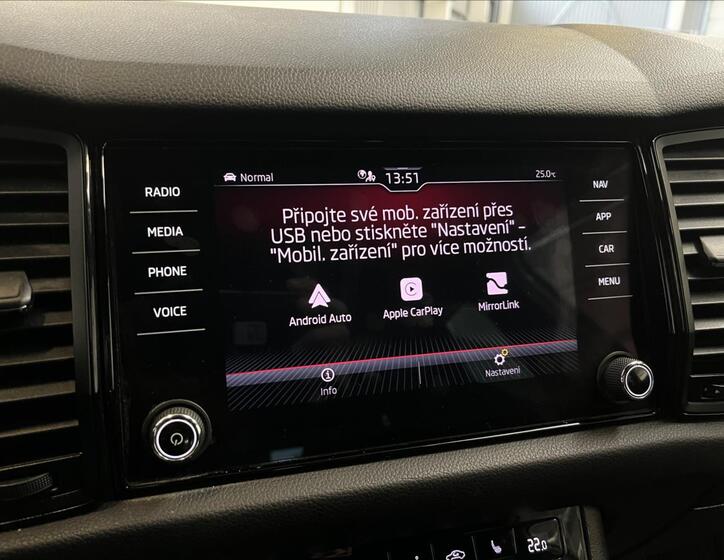 Normal
13:51
25.0°C
RADIO
MEDIA
PHONE
VOICE
Připojte své mob. zařízení přes
USB nebo stiskněte "Nastavení" –
"Mobil. zařízení" pro více možností.
Android Auto
Apple CarPlay
MirrorLink
Info
Nastavení
NAV
APP
CAR
MENU
22.0